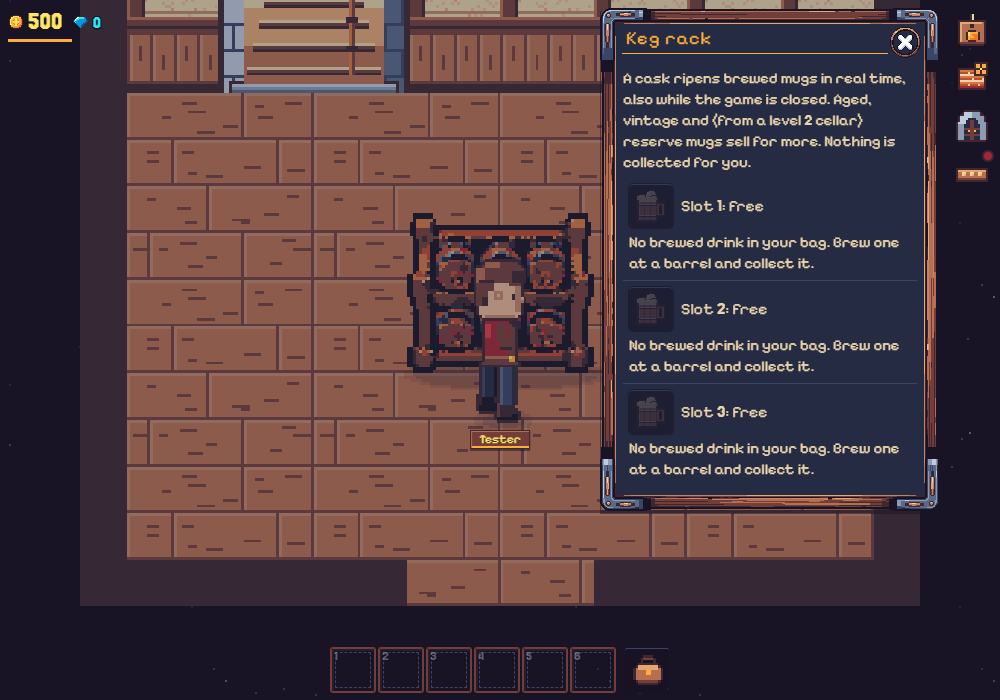 500 0
Keg rack
A cask ripens brewed mugs in real time,
also while the game is closed. Aged,
vintage and (from a level 2 cellar)
reserve mugs sell for more. Nothing is
collected for you.
Slot 1: Free
No brewed drink in your bag. Brew one
at a barrel and collect it.
Slot 2: Free
No brewed drink in your bag. Brew one
at a barrel and collect it.
Slot 3: Free
No brewed drink in your bag. Brew one
at a barrel and collect it.
Tester
1 2 3 4 5 6